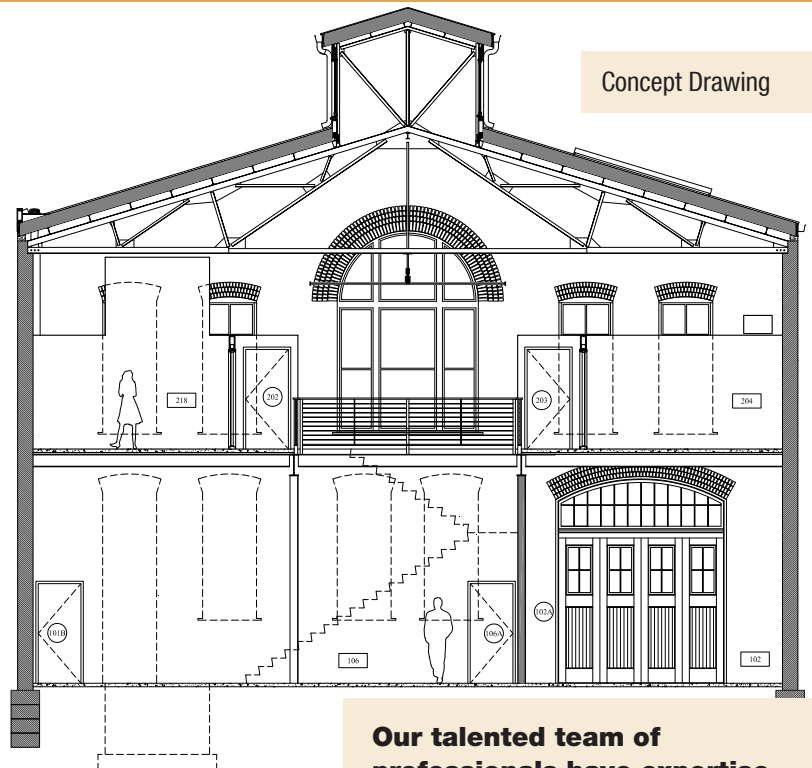 Concept Drawing
218
202
203
204
101B
106
106A
102A
102
Our talented team of
professionals have expertise